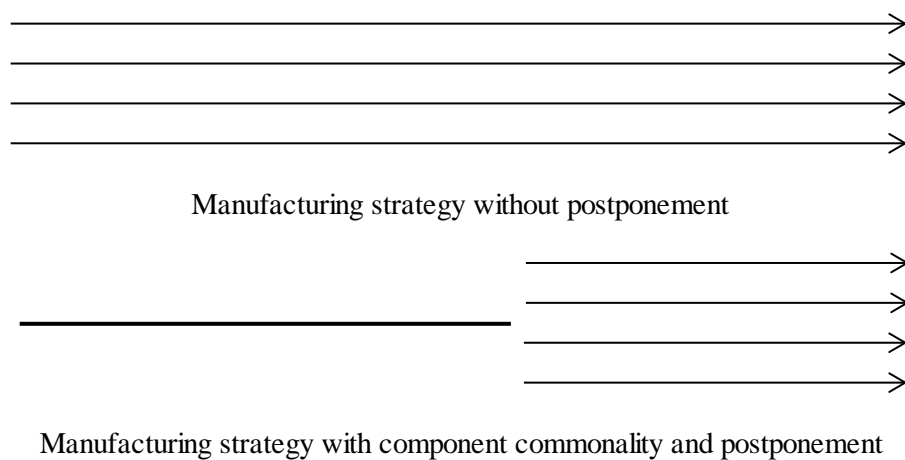 Manufacturing strategy without postponement
Manufacturing strategy with component commonality and postponement